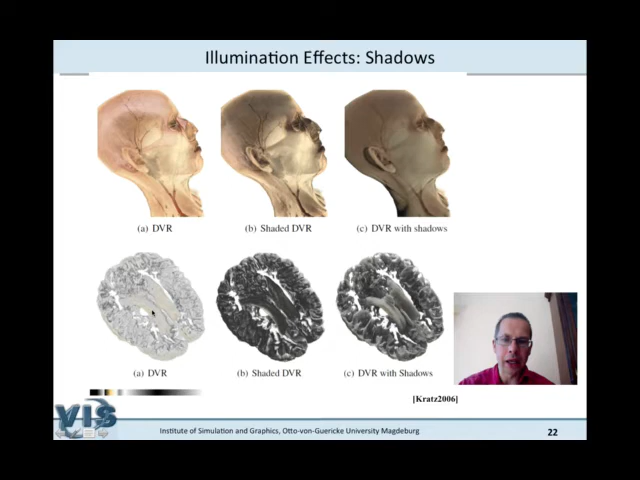 Illumination Effects: Shadows
(a) DVR
(b) Shaded DVR
(c) DVR with shadows
(a) DVR
(b) Shaded DVR
(c) DVR with Shadows
[Kratz2006]
VIS
Institute of Simulation and Graphics, Otto-von-Guericke University Magdeburg
22